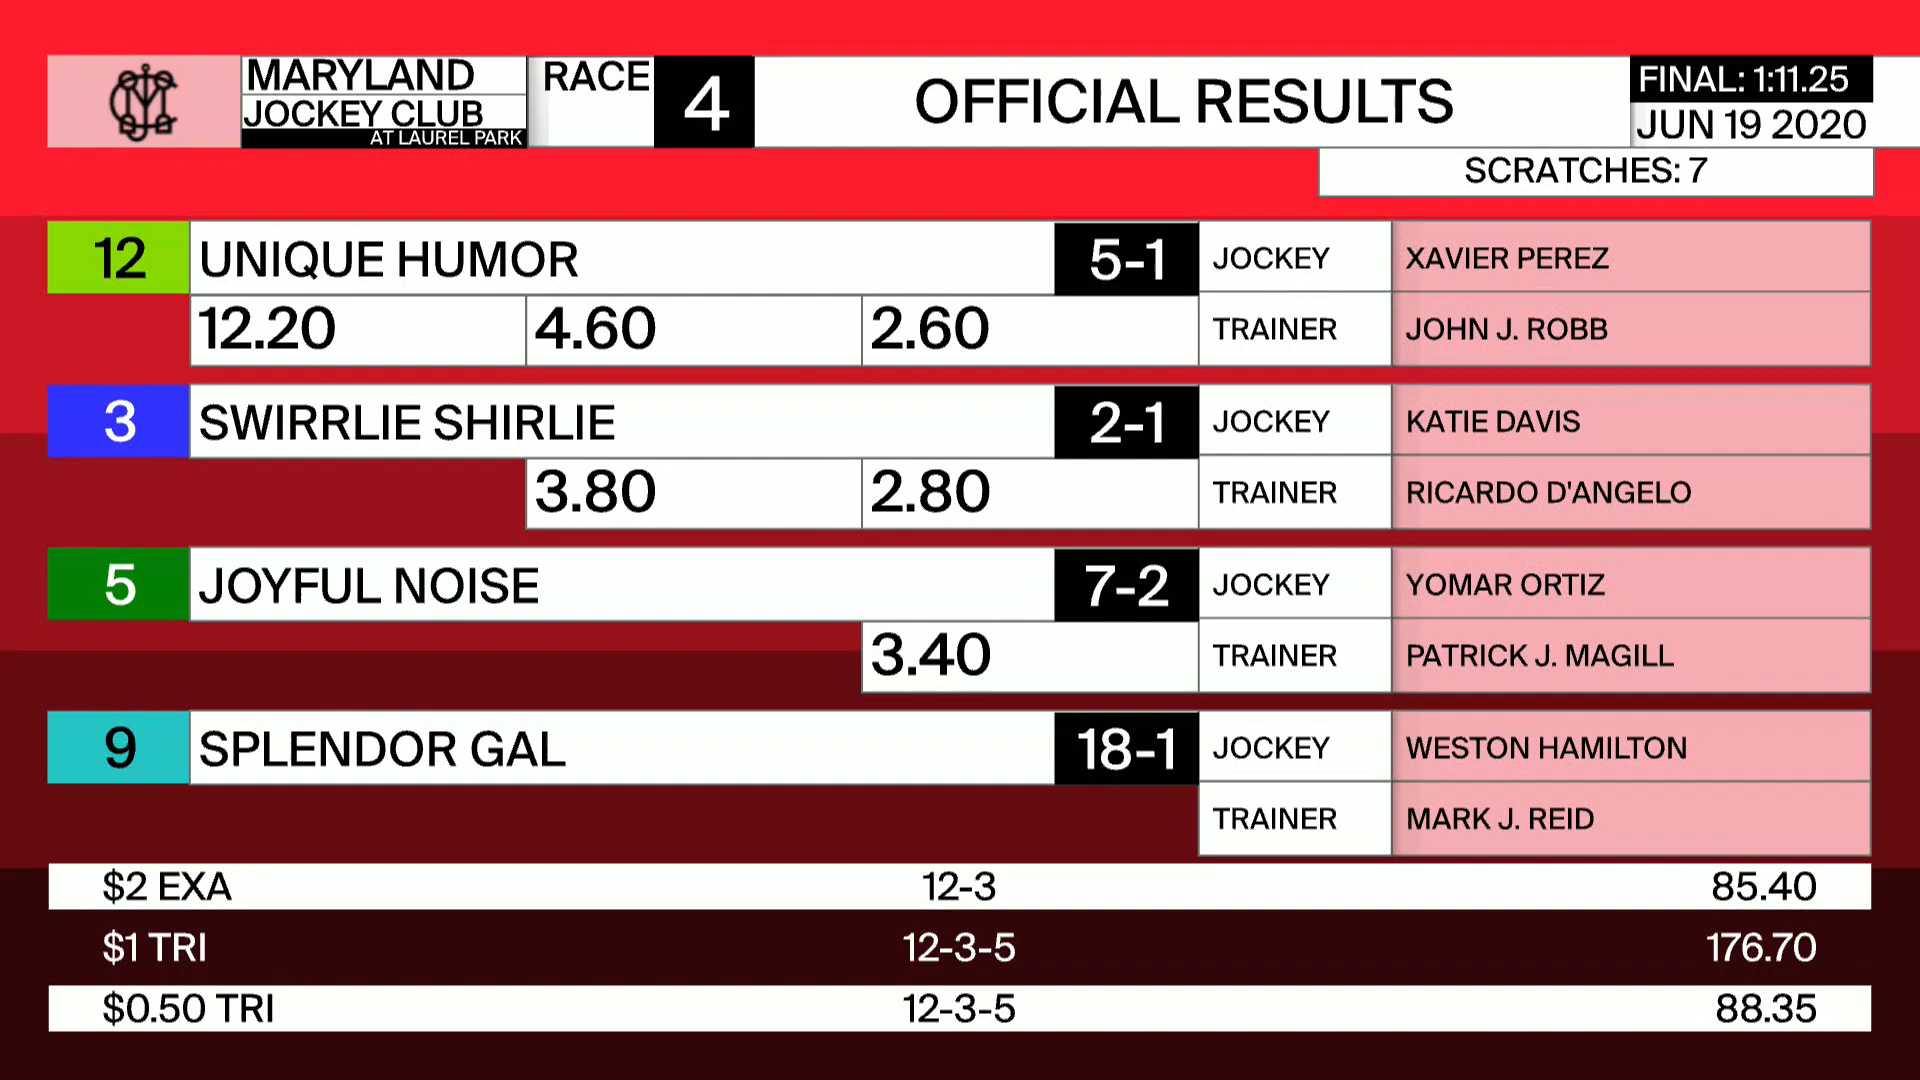 MARYLAND
JOCKEY CLUB
AT LAUREL PARK
RACE 4
OFFICIAL RESULTS
FINAL: 1:11.25
JUN 19 2020
SCRATCHES: 7
12 UNIQUE HUMOR 5-1 JOCKEY XAVIER PEREZ
12.20 4.60 2.60 TRAINER JOHN J. ROBB
3 SWIRRLIE SHIRLIE 2-1 JOCKEY KATIE DAVIS
3.80 2.80 TRAINER RICARDO D'ANGELO
5 JOYFUL NOISE 7-2 JOCKEY YOMAR ORTIZ
3.40 TRAINER PATRICK J. MAGILL
9 SPLENDOR GAL 18-1 JOCKEY WESTON HAMILTON
TRAINER MARK J. REID
$2 EXA 12-3 85.40
$1 TRI 12-3-5 176.70
$0.50 TRI 12-3-5 88.35